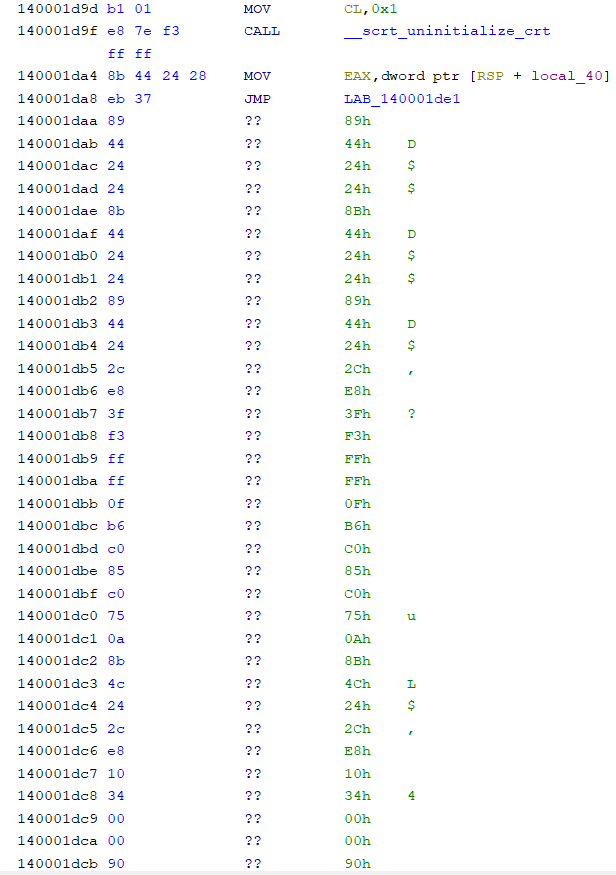 140001d9d b1 01 MOV CL,0x1
140001d9f e8 7e f3 CALL __scrt_uninitialize_crt
ff ff
140001da4 8b 44 24 28 MOV EAX,dword ptr [RSP + local_40]
140001da8 eb 37 JMP LAB_140001de1
140001daa 89 ?? 89h
140001dab 44 ?? 44h D
140001dac 24 ?? 24h $
140001dad 24 ?? 24h $
140001dae 8b ?? 8Bh
140001daf 44 ?? 44h D
140001db0 24 ?? 24h $
140001db1 24 ?? 24h $
140001db2 89 ?? 89h
140001db3 44 ?? 44h D
140001db4 24 ?? 24h $
140001db5 2c ?? 2Ch ,
140001db6 e8 ?? E8h
140001db7 3f ?? 3Fh ?
140001db8 f3 ?? F3h
140001db9 ff ?? FFh
140001dba ff ?? FFh
140001dbb 0f ?? 0Fh
140001dbc b6 ?? B6h
140001dbd c0 ?? C0h
140001dbe 85 ?? 85h
140001dbf c0 ?? C0h
140001dc0 75 ?? 75h u
140001dc1 0a ?? 0Ah
140001dc2 8b ?? 8Bh
140001dc3 4c ?? 4Ch L
140001dc4 24 ?? 24h $
140001dc5 2c ?? 2Ch ,
140001dc6 e8 ?? E8h
140001dc7 10 ?? 10h
140001dc8 34 ?? 34h 4
140001dc9 00 ?? 00h
140001dca 00 ?? 00h
140001dcb 90 ?? 90h